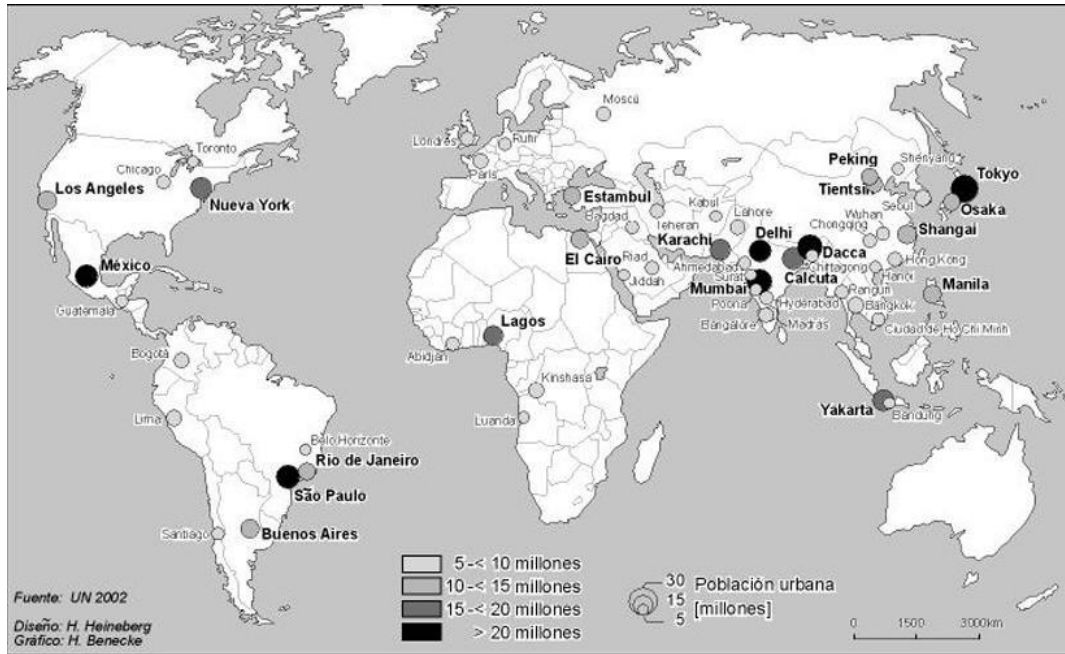 Moscú
Londres
Ruhr
París
Toronto
Chicago
Los Angeles
Nueva York
Estambul
Bagdad
Teheran
Kabul
Lahore
Peking
Shenyang
Tientsin
Seoul
Tokyo
Osaka
Wuhan
Chongqing
Shangai
Karachi
Delhi
Dacca
El Cairo
Riad
Jiddah
Ahmedabad
Surat
Mumbai
Calcuta
Chittagong
Hong Kong
Hanoi
México
Guatemala
Poona
Hyderabad
Rangún
Bangkok
Manila
Bangalore
Madrás
Ciudad de Ho Chi Minh
Lagos
Abidján
Bogotá
Kinshasa
Lima
Luanda
Yakarta
Bandung
Belo Horizonte
Rio de Janeiro
São Paulo
Santiago
Buenos Aires
5-< 10 millones
10-< 15 millones
15-< 20 millones
> 20 millones
30
15
5
Población urbana
[millones]
Fuente: UN 2002
Diseño: H. Heineberg
Gráfico: H. Benecke
0 1500 3000km